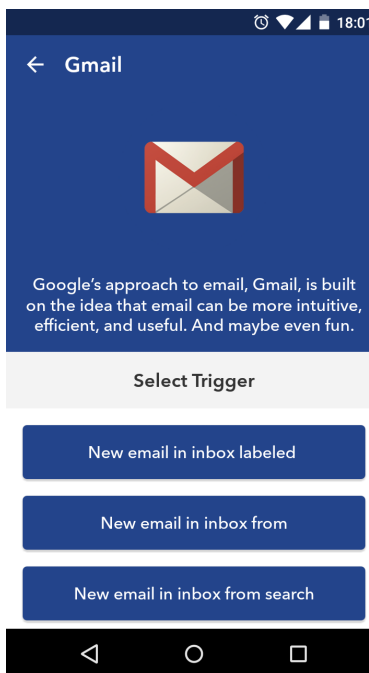 18:01
Gmail
Google's approach to email, Gmail, is built
on the idea that email can be more intuitive,
efficient, and useful. And maybe even fun.
Select Trigger
New email in inbox labeled
New email in inbox from
New email in inbox from search